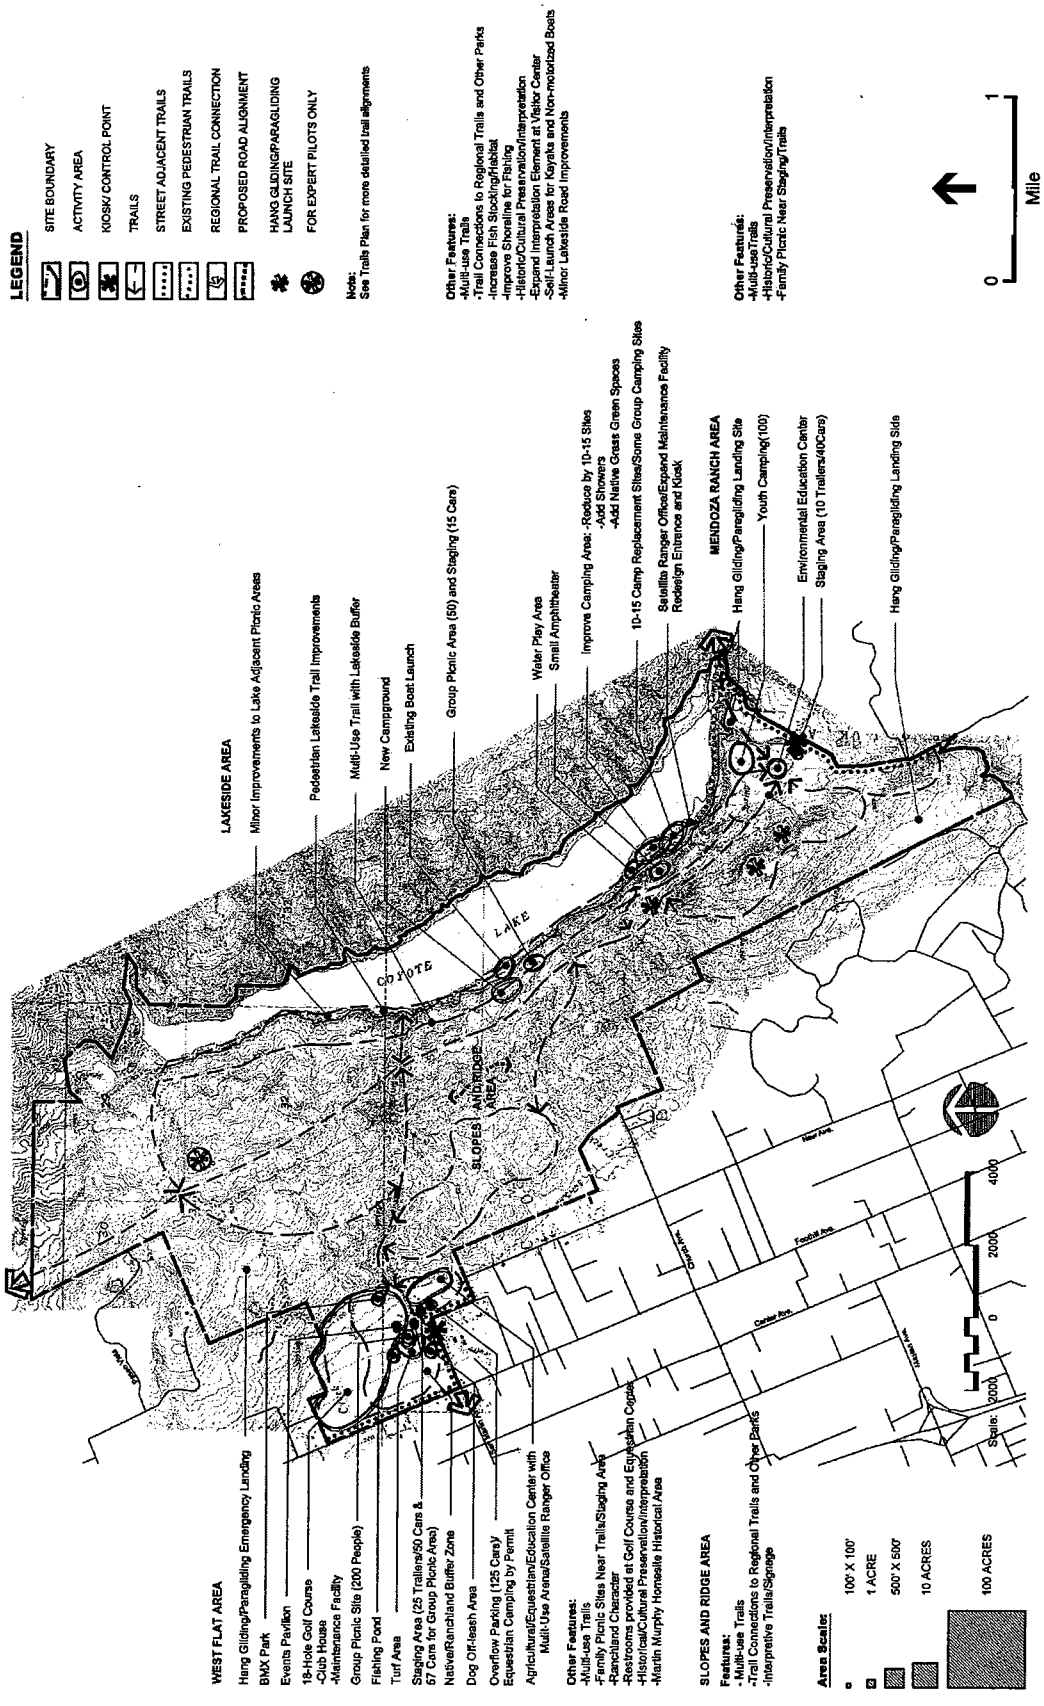 WEST FLAT AREA
Hang Gliding/Paragliding Emergency Landing
BMX Park
Events Pavilion
18-Hole Golf Course
-Club House
-Maintenance Facility
Group Picnic Site (200 People)
Fishing Pond
Turf Area
Staging Area (25 Trailers/50 Cars &
57 Cars for Group Picnic Area)
Native/Ranchland Buffer Zone
Dog Off-leash Area
Overflow Parking (125 Cars)/
Equestrian Camping by Permit
Agricultural/Equestrian/Education Center with
Multi-Use Arena/Satellite Ranger Office
Other Features:
-Multi-use Trails
-Family Picnic Sites Near Trails/Staging Area
-Ranchland Character
-Restrooms provided at Golf Course and Equestrian Center
-Historical/Cultural Preservation/Interpretation
-Martin Murphy Homesite Historical Area
SLOPES AND RIDGE AREA
Features:
- Multi-use Trails
-Trail Connections to Regional Trails and Other Parks
-Interpretive Trails/Signage
Area Scale:
100' X 100'
1 ACRE
500' X 500'
10 ACRES
100 ACRES
LAKESIDE AREA
Minor Improvements to Lake Adjacent Picnic Areas
Pedestrian Lakeside Trail Improvements
Multi-Use Trail with Lakeside Buffer
New Campground
Existing Boat Launch
Group Picnic Area (50) and Staging (15 Cars)
Water Play Area
Small Amphitheater
Improve Camping Area: -Reduce by 10-15 Sites
-Add Showers
-Add Native Grass Green Spaces
10-15 Camp Replacement Sites/Some Group Camping Sites
Satellite Ranger Office/Expand Maintenance Facility
Redesign Entrance and Kiosk
MENDOZA RANCH AREA
Hang Gliding/Paragliding Landing Site
Youth Camping(100)
Environmental Education Center
Staging Area (10 Trailers/40Cars)
Hang Gliding/Paragliding Landing Side
COYOTE LAKE
SLOPES AND RIDGE
AREA
32
New Ave.
Foothill Ave.
Center Ave.
Scale: 2000 0 2000 4000
LEGEND
SITE BOUNDARY
ACTIVITY AREA
KIOSK/ CONTROL POINT
TRAILS
STREET ADJACENT TRAILS
EXISTING PEDESTRIAN TRAILS
REGIONAL TRAIL CONNECTION
PROPOSED ROAD ALIGNMENT
HANG GLIDING/PARAGLIDING
LAUNCH SITE
FOR EXPERT PILOTS ONLY
Note:
See Trails Plan for more detailed trail alignments
Other Features:
-Multi-use Trails
-Trail Connections to Regional Trails and Other Parks
-Increase Fish Stocking/Habitat
-Improve Shoreline for Fishing
-Historic/Cultural Preservation/Interpretation
-Expand Interpretation Element at Visitor Center
-Self-Launch Areas for Kayaks and Non-motorized Boats
-Minor Lakeside Road Improvements
Other Features:
-Multi-useTrails
-Historic/Cultural Preservation/Interpretation
-Family Picnic Near Staging/Trails
0 1
Mile